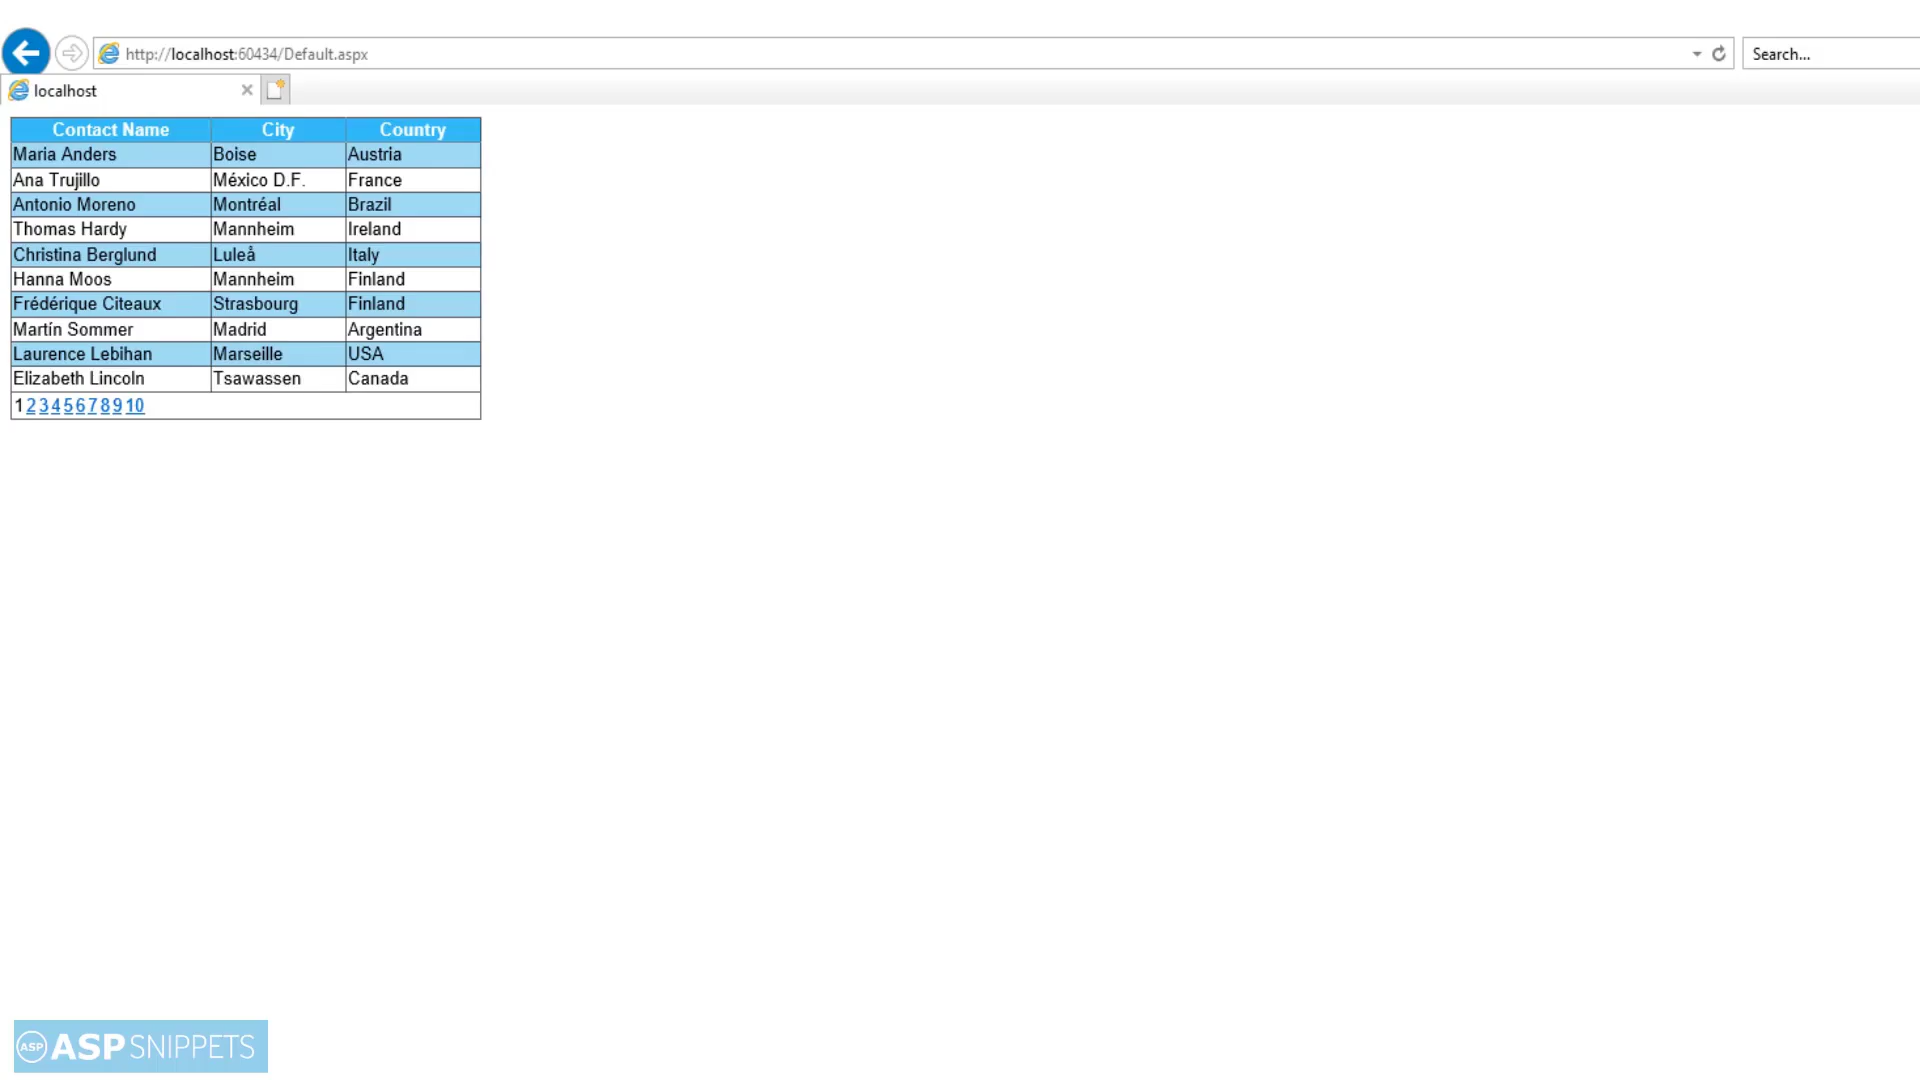 http://localhost:60434/Default.aspx
Search...
localhost
Contact Name City Country
Maria Anders Boise Austria
Ana Trujillo México D.F. France
Antonio Moreno Montréal Brazil
Thomas Hardy Mannheim Ireland
Christina Berglund Luleå Italy
Hanna Moos Mannheim Finland
Frédérique Citeaux Strasbourg Finland
Martín Sommer Madrid Argentina
Laurence Lebihan Marseille USA
Elizabeth Lincoln Tsawassen Canada
1 2 3 4 5 6 7 8 9 10
ASP ASPSNIPPETS